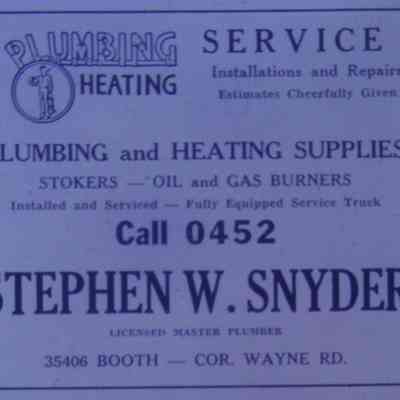 PLUMBING
HEATING
SERVICE
Installations and Repairs
Estimates Cheerfully Given
LUMBING and HEATING SUPPLIES
STOKERS — OIL and GAS BURNERS
Installed and Serviced — Fully Equipped Service Truck
Call 0452
STEPHEN W. SNYDER
LICENSED MASTER PLUMBER
35406 BOOTH — COR. WAYNE RD.